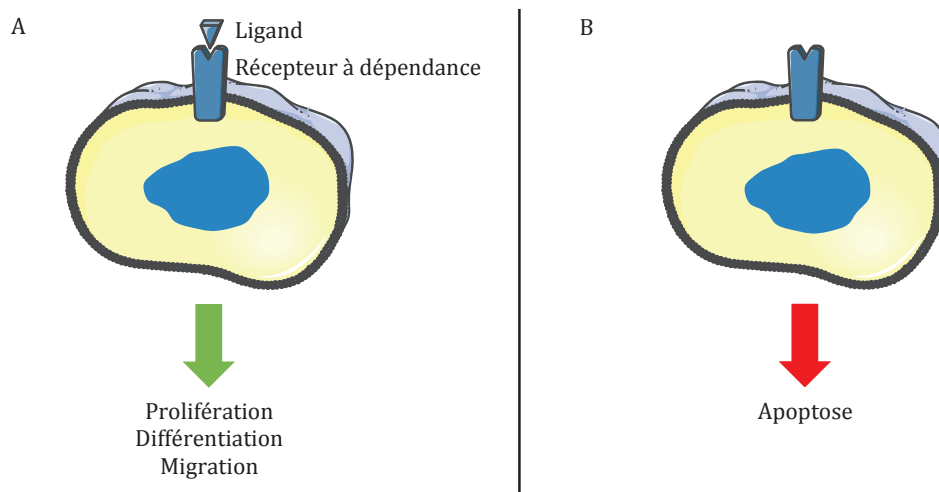 A
Ligand
Récepteur à dépendance
Prolifération
Différentiation
Migration
B
Apoptose